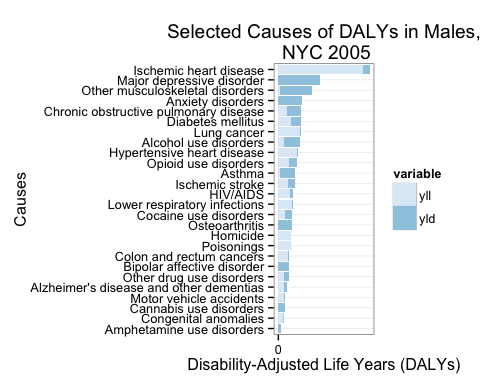 Selected Causes of DALYs in Males,
NYC 2005
Causes
Ischemic heart disease
Major depressive disorder
Other musculoskeletal disorders
Anxiety disorders
Chronic obstructive pulmonary disease
Diabetes mellitus
Lung cancer
Alcohol use disorders
Hypertensive heart disease
Opioid use disorders
Asthma
Ischemic stroke
HIV/AIDS
Lower respiratory infections
Cocaine use disorders
Osteoarthritis
Homicide
Poisonings
Colon and rectum cancers
Bipolar affective disorder
Other drug use disorders
Alzheimer's disease and other dementias
Motor vehicle accidents
Cannabis use disorders
Congenital anomalies
Amphetamine use disorders
0
Disability-Adjusted Life Years (DALYs)
variable
yll
yld